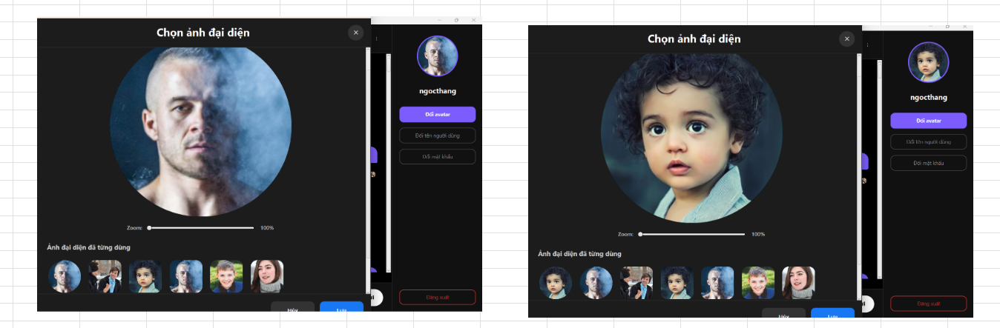 Chọn ảnh đại diện
ngocthang
Đổi avatar
Đổi tên người dùng
Đổi mật khẩu
Zoom:
100%
Ảnh đại diện đã từng dùng
Hủy
Lưu
Đăng xuất
Chọn ảnh đại diện
ngocthang
Đổi avatar
Đổi tên người dùng
Đổi mật khẩu
Zoom:
100%
Ảnh đại diện đã từng dùng
Hủy
Lưu
Đăng xuất